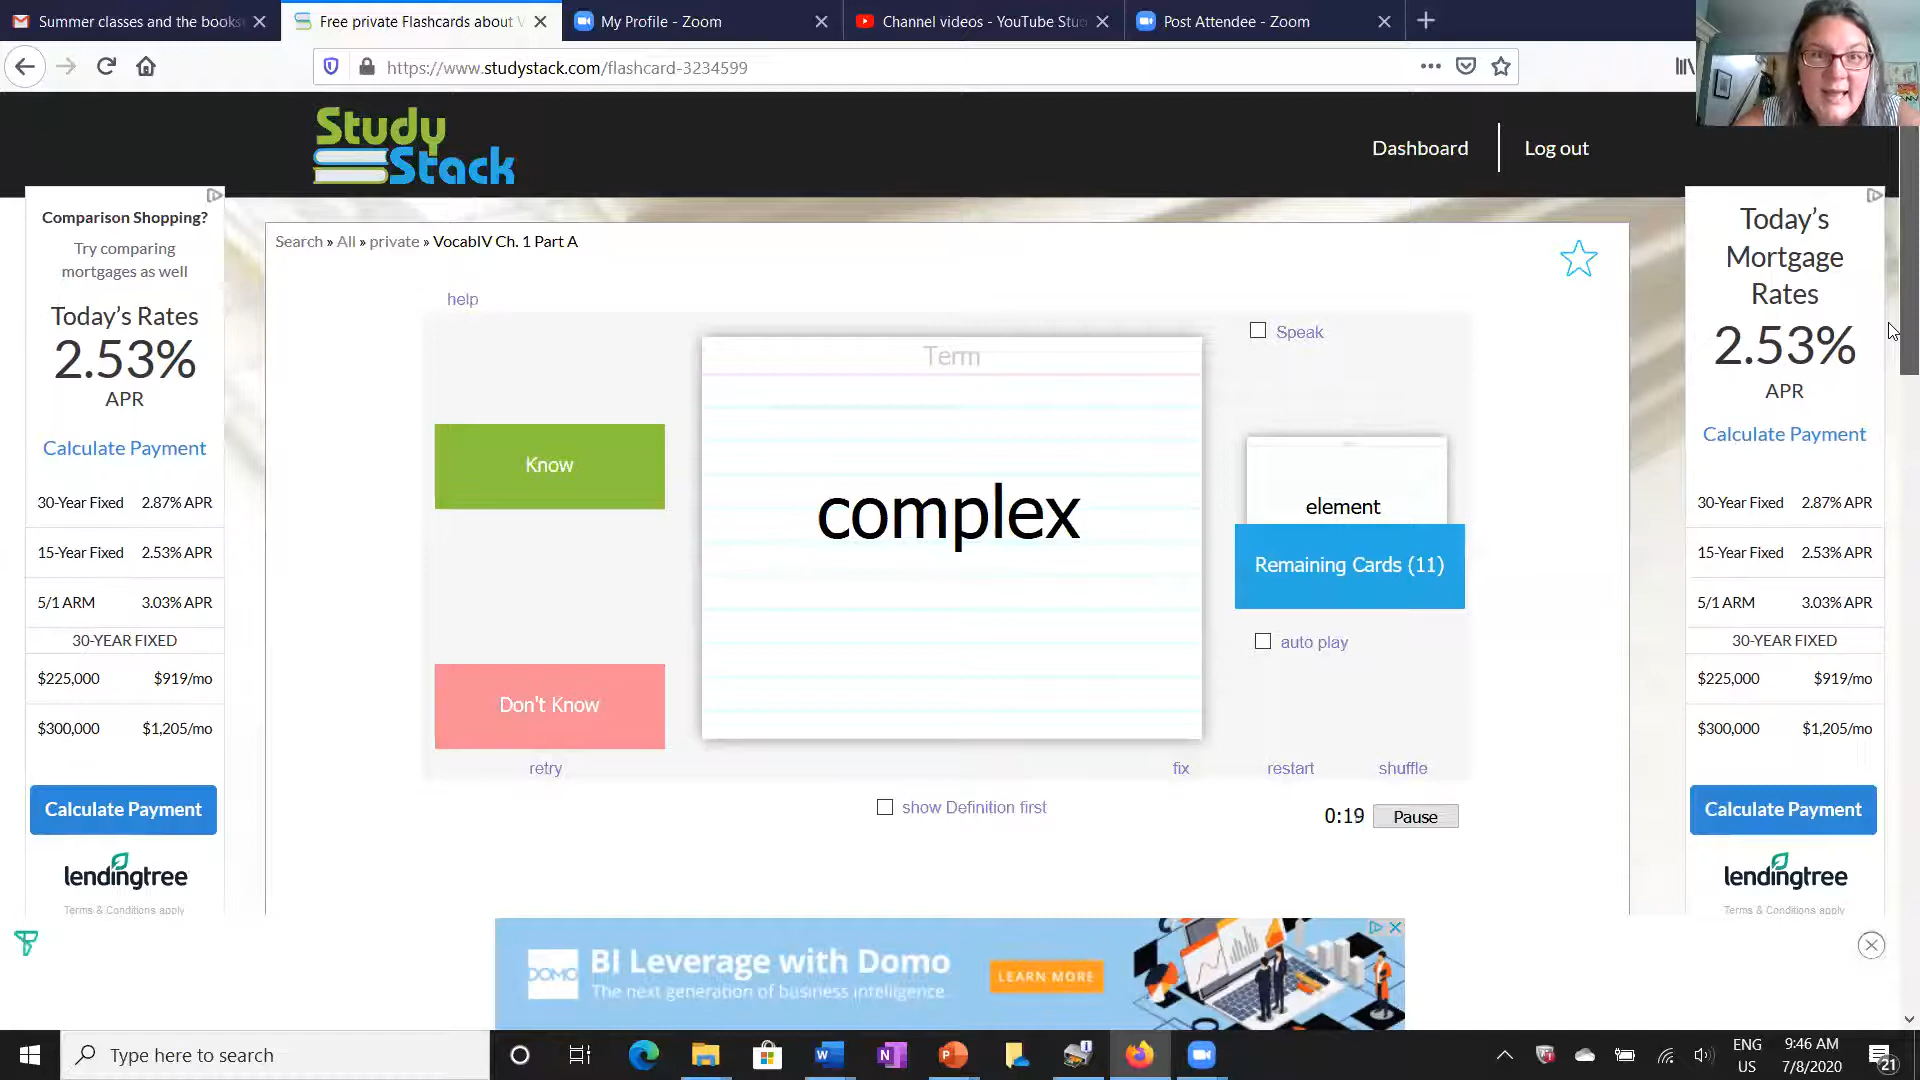 Summer classes and the books
Free private Flashcards about V
My Profile - Zoom
Channel videos - YouTube Stu
Post Attendee - Zoom
https://www.studystack.com/flashcard-3234599
Study
Stack
Dashboard
Log out
Comparison Shopping?
Try comparing
mortgages as well
Today's Rates
2.53%
APR
Calculate Payment
30-Year Fixed 2.87% APR
15-Year Fixed 2.53% APR
5/1 ARM 3.03% APR
30-YEAR FIXED
$225,000 $919/mo
$300,000 $1,205/mo
Calculate Payment
lendingtree
Terms & Conditions apply
Search » All » private » VocabIV Ch. 1 Part A
help
Know
Don't Know
retry
Term
complex
Speak
element
Remaining Cards (11)
auto play
fix
restart
shuffle
show Definition first
0:19
Pause
Today's
Mortgage
Rates
2.53%
APR
Calculate Payment
30-Year Fixed 2.87% APR
15-Year Fixed 2.53% APR
5/1 ARM 3.03% APR
30-YEAR FIXED
$225,000 $919/mo
$300,000 $1,205/mo
Calculate Payment
lendingtree
Terms & Conditions apply
DOMO
BI Leverage with Domo
The next generation of business intelligence.
LEARN MORE
Type here to search
ENG
US
9:46 AM
7/8/2020
21